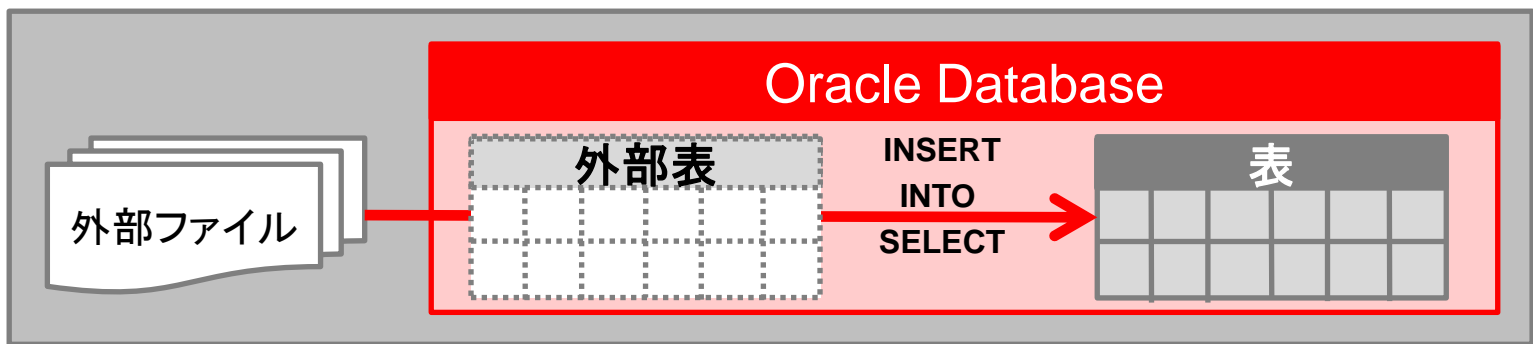 Oracle Database
外部ファイル
外部表
INSERT
INTO
SELECT
表